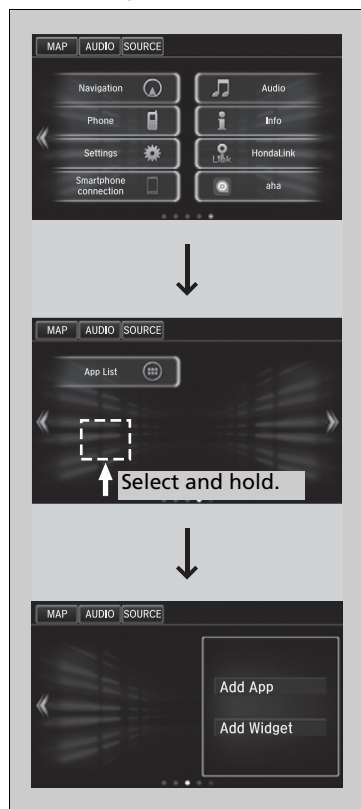 MAP AUDIO SOURCE
Navigation Audio
Phone Info
Settings Link HondaLink
Smartphone aha
connection
MAP AUDIO SOURCE
App List
Select and hold.
MAP AUDIO SOURCE
Add App
Add Widget